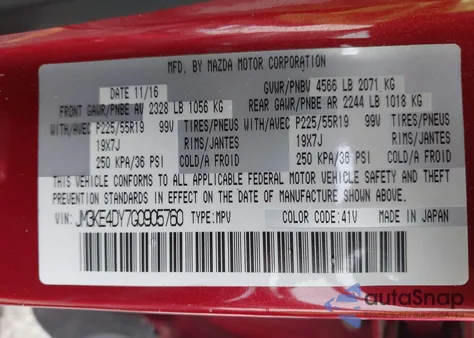 MFD. BY MAZDA MOTOR CORPORATION
DATE 11/16 GVWR/PNBV 4566 LB 2071 KG
FRONT GAWR/PNBE AV 2328 LB 1056 KG REAR GAWR/PNBE AR 2244 LB 1018 KG
WITH/AVEC P225/55R19 99V TIRES/PNEUS WITH/AVEC P225/55R19 99V TIRES/PNEUS
19X7J RIMS/JANTES 19X7J RIMS/JANTES
250 KPA/36 PSI COLD/A FROID 250 KPA/36 PSI COLD/A FROID
THIS VEHICLE CONFORMS TO ALL APPLICABLE FEDERAL MOTOR VEHICLE SAFETY AND THEFT
PREVENTION STANDARDS IN EFFECT ON THE DATE OF MANUFACTURE SHOWN ABOVE.
VIN: JM3KE4DY7G0905760 TYPE:MPV COLOR CODE:41V MADE IN JAPAN
autoSnap